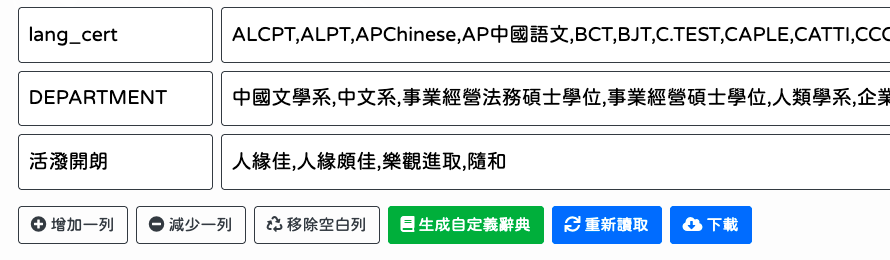 lang_cert
ALCPT,ALPT,APChinese,AP中國語文,BCT,BJT,C.TEST,CAPLE,CATTI,CCC
DEPARTMENT
中國文學系,中文系,事業經營法務碩士學位,事業經營碩士學位,人類學系,企業
活潑開朗
人緣佳,人緣頗佳,樂觀進取,隨和
增加一列 減少一列 移除空白列 生成自定義辭典 重新讀取 下載